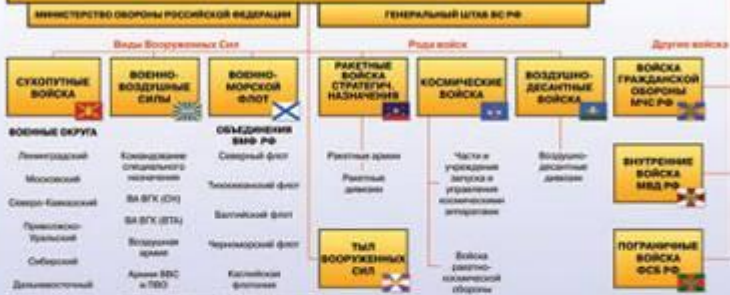 МИНИСТЕРСТВО ОБОРОНЫ РОССИЙСКОЙ ФЕДЕРАЦИИ
ГЕНЕРАЛЬНЫЙ ШТАБ ВС РФ
Виды Вооруженных Сил
Рода войск
Другие войска
СУХОПУТНЫЕ
ВОЙСКА
ВОЕННО-
ВОЗДУШНЫЕ
СИЛЫ
ВОЕННО-
МОРСКОЙ
ФЛОТ
РАКЕТНЫЕ
ВОЙСКА
СТРАТЕГИЧ.
НАЗНАЧЕНИЯ
КОСМИЧЕСКИЕ
ВОЙСКА
ВОЗДУШНО-
ДЕСАНТНЫЕ
ВОЙСКА
ВОЙСКА
ГРАЖДАНСКОЙ
ОБОРОНЫ
МЧС РФ
ВОЕННЫЕ ОКРУГА
Ленинградский
Московский
Северо-Кавказский
Приволжско-
Уральский
Сибирский
Дальневосточный
Командование
специального
назначения
ВА ВГК (СН)
ВА ВГК (ВТА)
Воздушная
армия
Армии ВВС
и ПВО
ОБЪЕДИНЕНИЯ
ВМФ РФ
Северный флот
Тихоокеанский флот
Балтийский флот
Черноморский флот
Каспийская
флотилия
Ракетные армии
Ракетные
дивизии
ТЫЛ
ВООРУЖЕННЫХ
СИЛ
Части и
учреждения
запуска и
управления
космическими
аппаратами
Войска
ракетно-
космической
обороны
Воздушно-
десантные
дивизии
ВНУТРЕННИЕ
ВОЙСКА
МВД РФ
ПОГРАНИЧНЫЕ
ВОЙСКА
ФСБ РФ